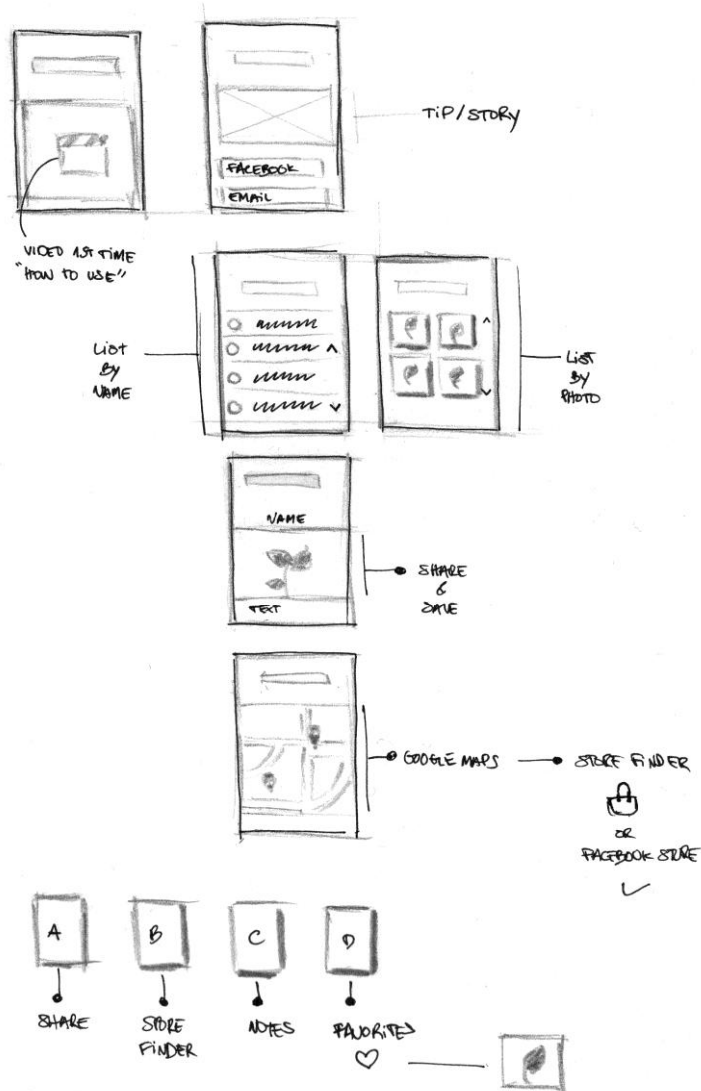 TIP/STORY
FACEBOOK
EMAIL
VIDEO 1ST TIME
"HOW TO USE"
LIST
BY
NAME
LIST
BY
PHOTO
NAME
TEXT
SHARE
&
SAVE
GOOGLE MAPS
STORE FINDER
OR
FACEBOOK STORE
A
B
C
D
SHARE
STORE
FINDER
NOTES
FAVORITES